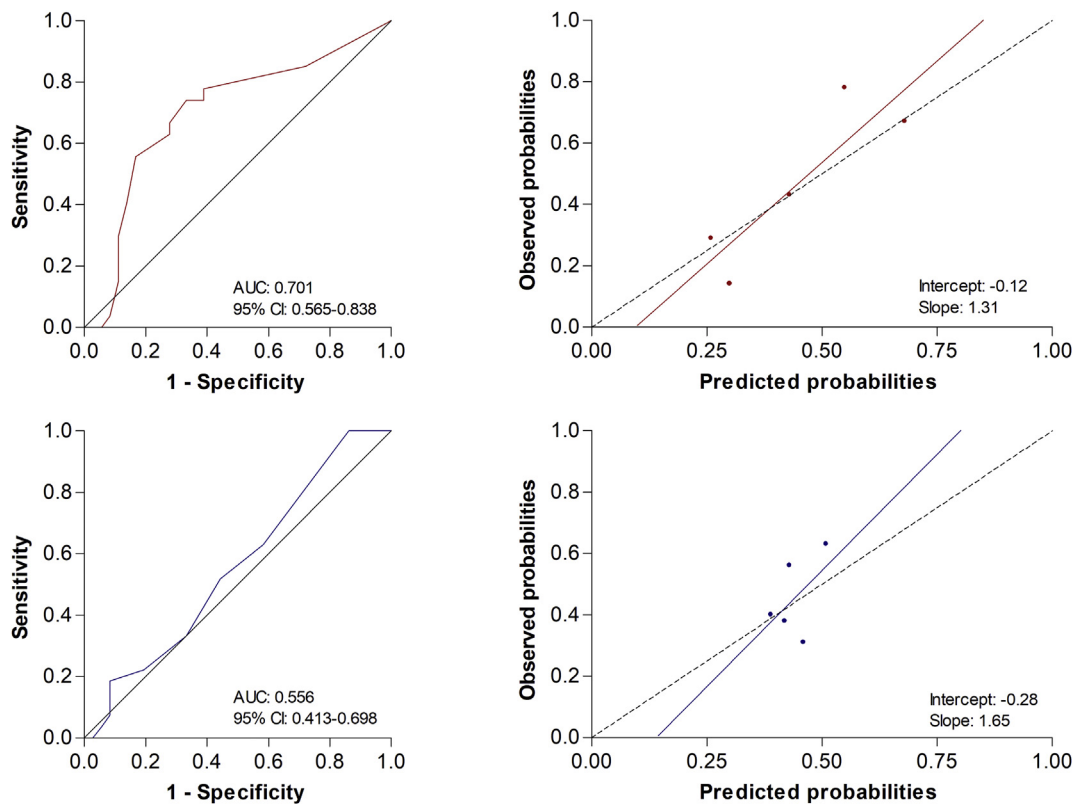 1.0
0.8
0.6
0.4
0.2
0.0
Sensitivity
AUC: 0.701
95% CI: 0.565-0.838
0.0 0.2 0.4 0.6 0.8 1.0
1 - Specificity
1.0
0.8
0.6
0.4
0.2
0.0
Observed probabilities
Intercept: -0.12
Slope: 1.31
0.00 0.25 0.50 0.75 1.00
Predicted probabilities
1.0
0.8
0.6
0.4
0.2
0.0
Sensitivity
AUC: 0.556
95% CI: 0.413-0.698
0.0 0.2 0.4 0.6 0.8 1.0
1 - Specificity
1.0
0.8
0.6
0.4
0.2
0.0
Observed probabilities
Intercept: -0.28
Slope: 1.65
0.00 0.25 0.50 0.75 1.00
Predicted probabilities